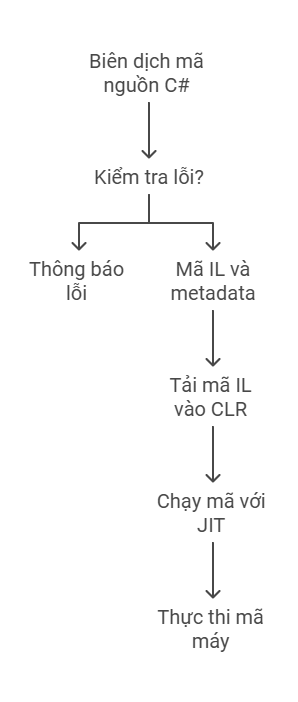 Biên dịch mã
nguồn C#
Kiểm tra lỗi?
Thông báo
lỗi
Mã IL và
metadata
Tải mã IL
vào CLR
Chạy mã với
JIT
Thực thi mã
máy